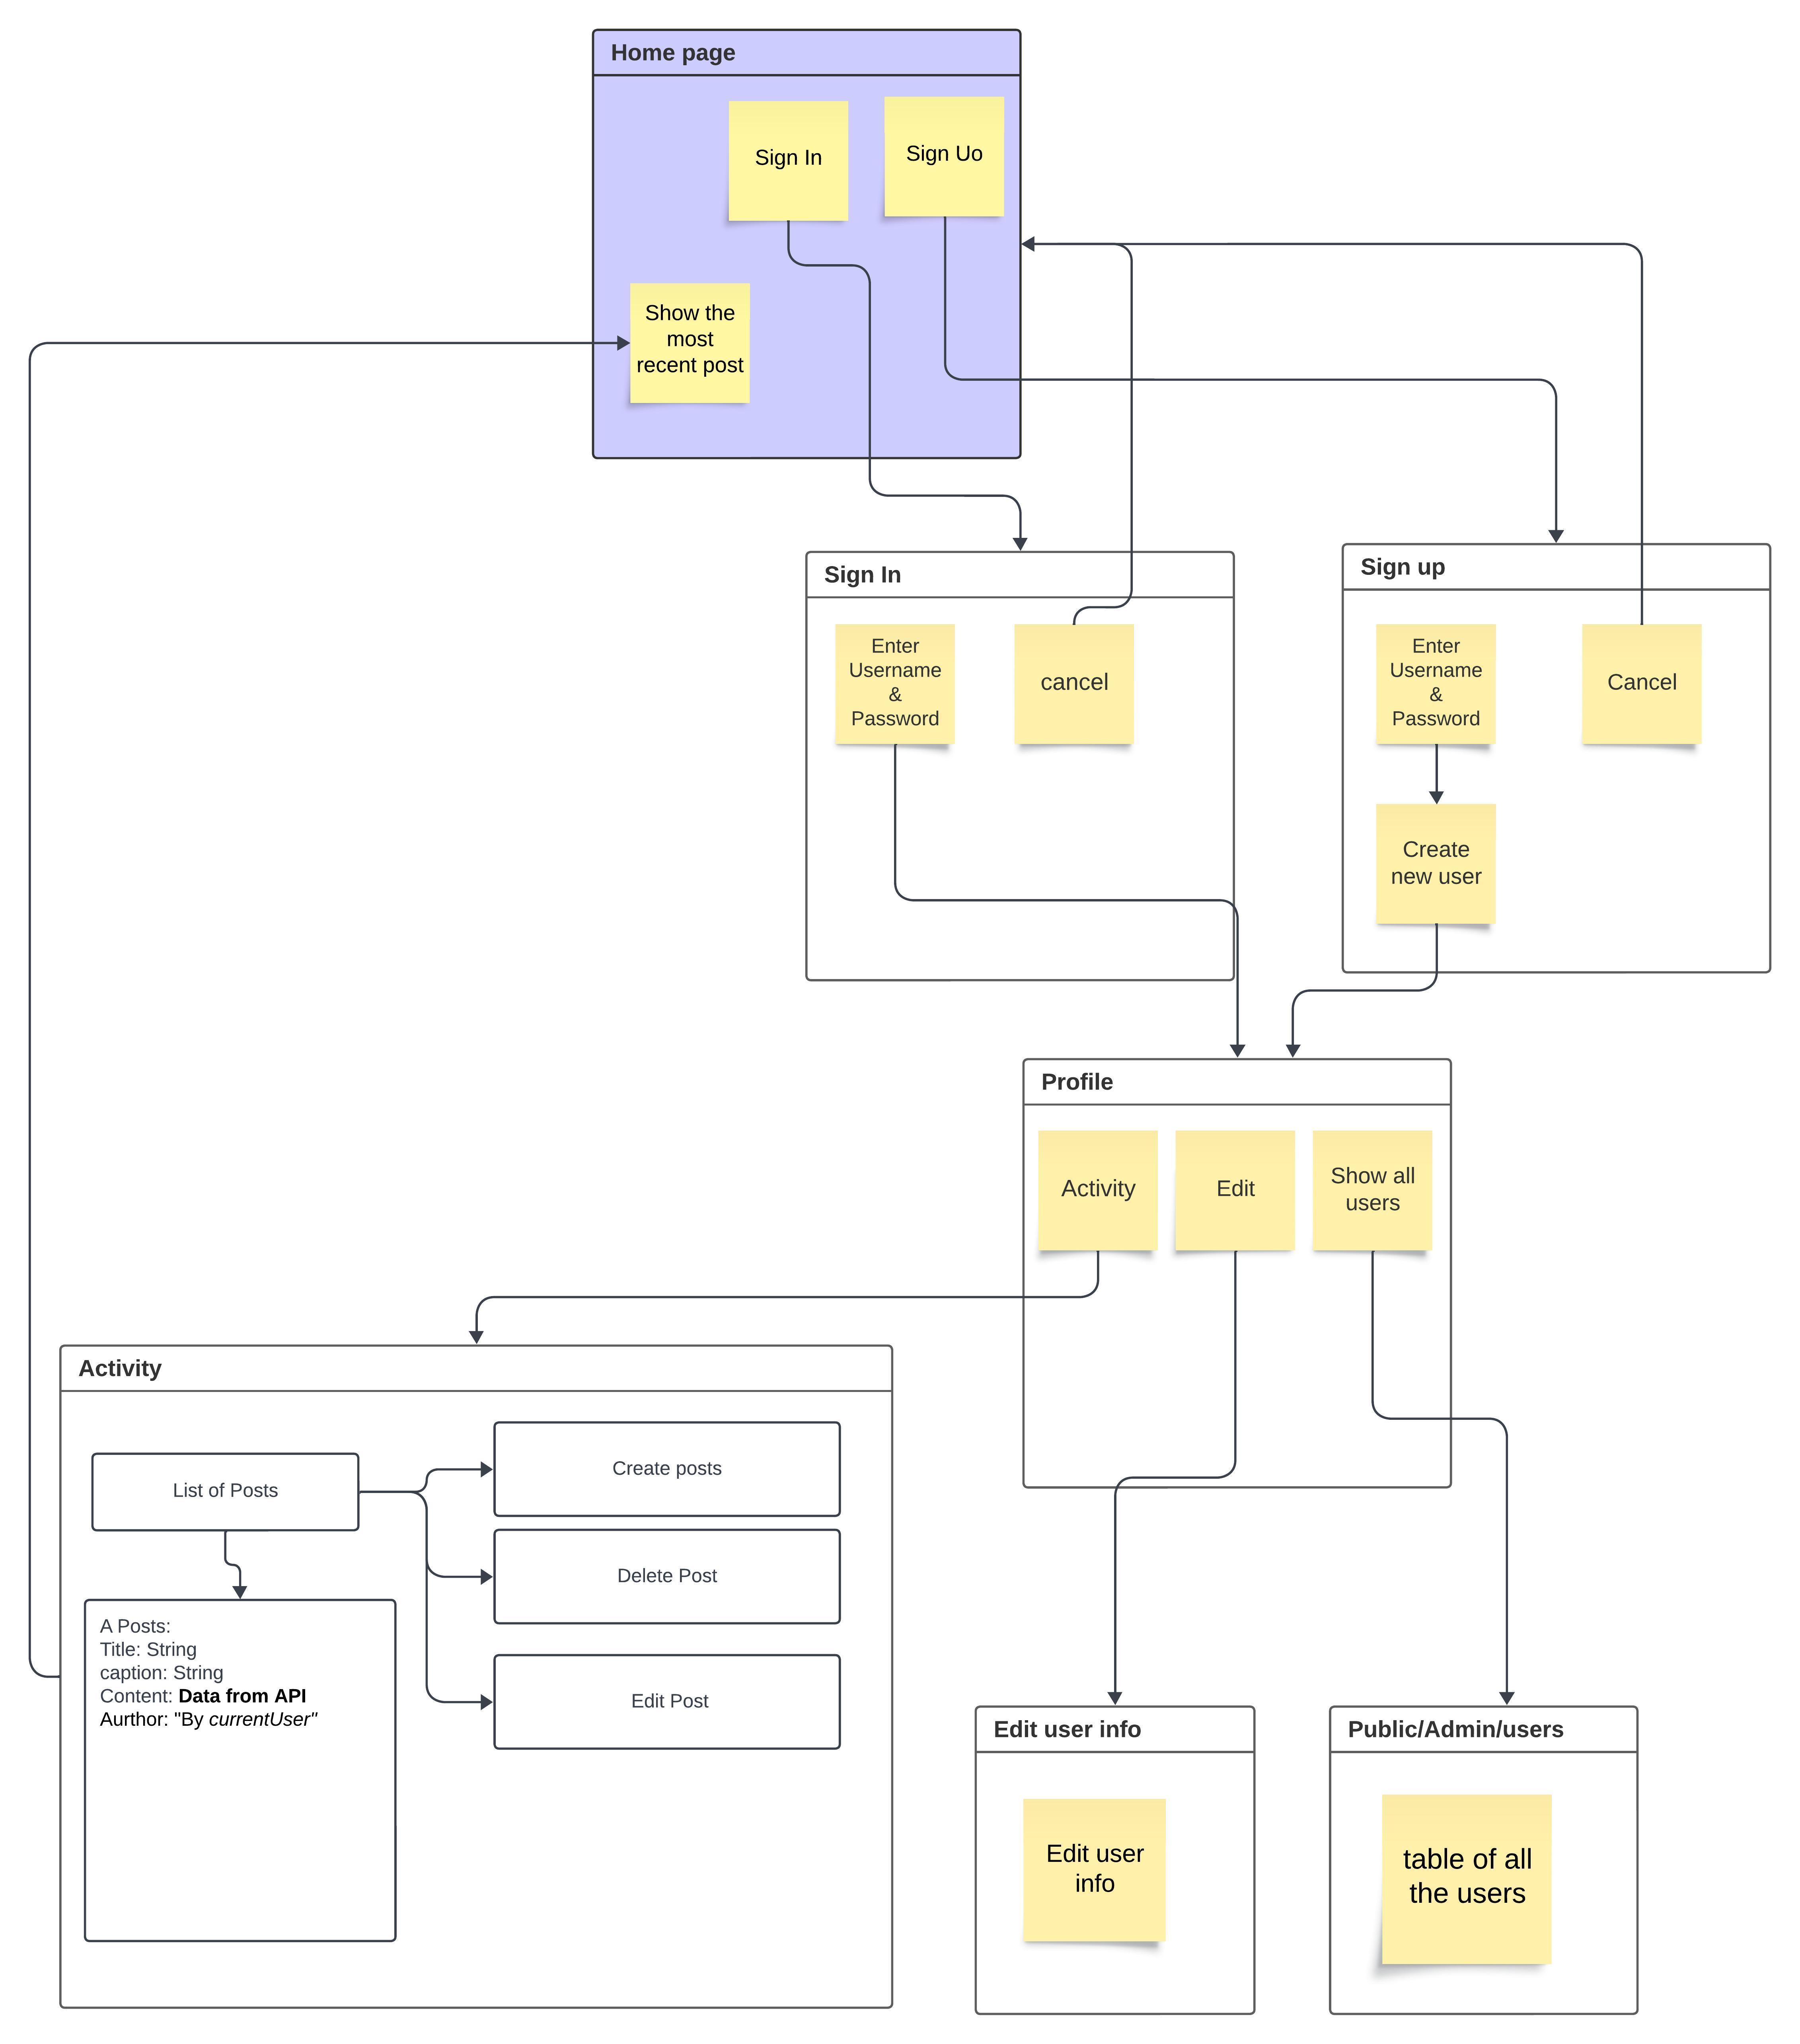 Home page
Sign In
Sign Uo
Show the
most
recent post
Sign In
Enter
Username
&
Password
cancel
Sign up
Enter
Username
&
Password
Cancel
Create
new user
Profile
Activity
Edit
Show all
users
Activity
List of Posts
Create posts
Delete Post
Edit Post
A Posts:
Title: String
caption: String
Content: Data from API
Aurthor: "By currentUser"
Edit user info
Edit user
info
Public/Admin/users
table of all
the users